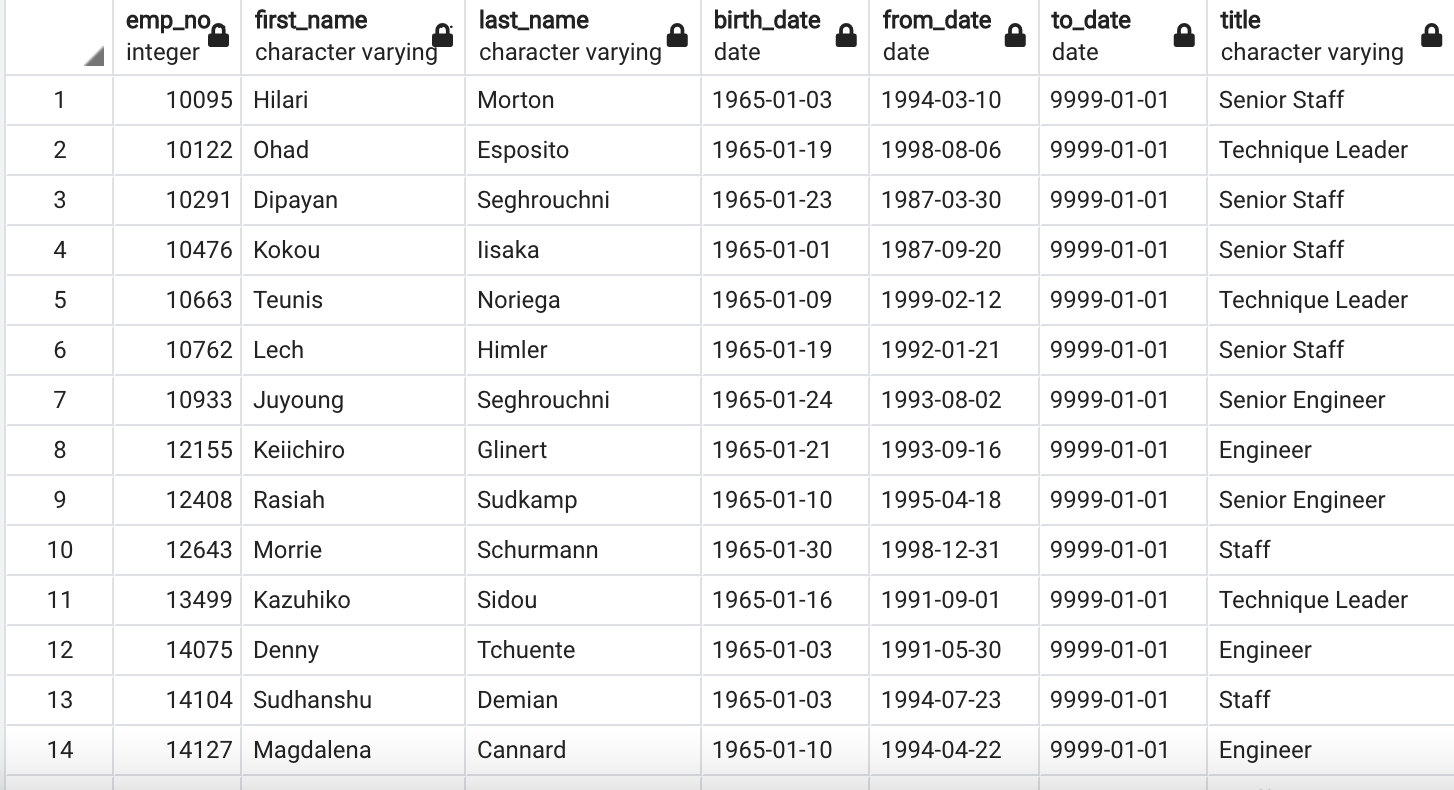 emp_no first_name last_name birth_date from_date to_date title
integer character varying character varying date date date character varying
1 10095 Hilari Morton 1965-01-03 1994-03-10 9999-01-01 Senior Staff
2 10122 Ohad Esposito 1965-01-19 1998-08-06 9999-01-01 Technique Leader
3 10291 Dipayan Seghrouchni 1965-01-23 1987-03-30 9999-01-01 Senior Staff
4 10476 Kokou Iisaka 1965-01-01 1987-09-20 9999-01-01 Senior Staff
5 10663 Teunis Noriega 1965-01-09 1999-02-12 9999-01-01 Technique Leader
6 10762 Lech Himler 1965-01-19 1992-01-21 9999-01-01 Senior Staff
7 10933 Juyoung Seghrouchni 1965-01-24 1993-08-02 9999-01-01 Senior Engineer
8 12155 Keiichiro Glinert 1965-01-21 1993-09-16 9999-01-01 Engineer
9 12408 Rasiah Sudkamp 1965-01-10 1995-04-18 9999-01-01 Senior Engineer
10 12643 Morrie Schurmann 1965-01-30 1998-12-31 9999-01-01 Staff
11 13499 Kazuhiko Sidou 1965-01-16 1991-09-01 9999-01-01 Technique Leader
12 14075 Denny Tchuente 1965-01-03 1991-05-30 9999-01-01 Engineer
13 14104 Sudhanshu Demian 1965-01-03 1994-07-23 9999-01-01 Staff
14 14127 Magdalena Cannard 1965-01-10 1994-04-22 9999-01-01 Engineer